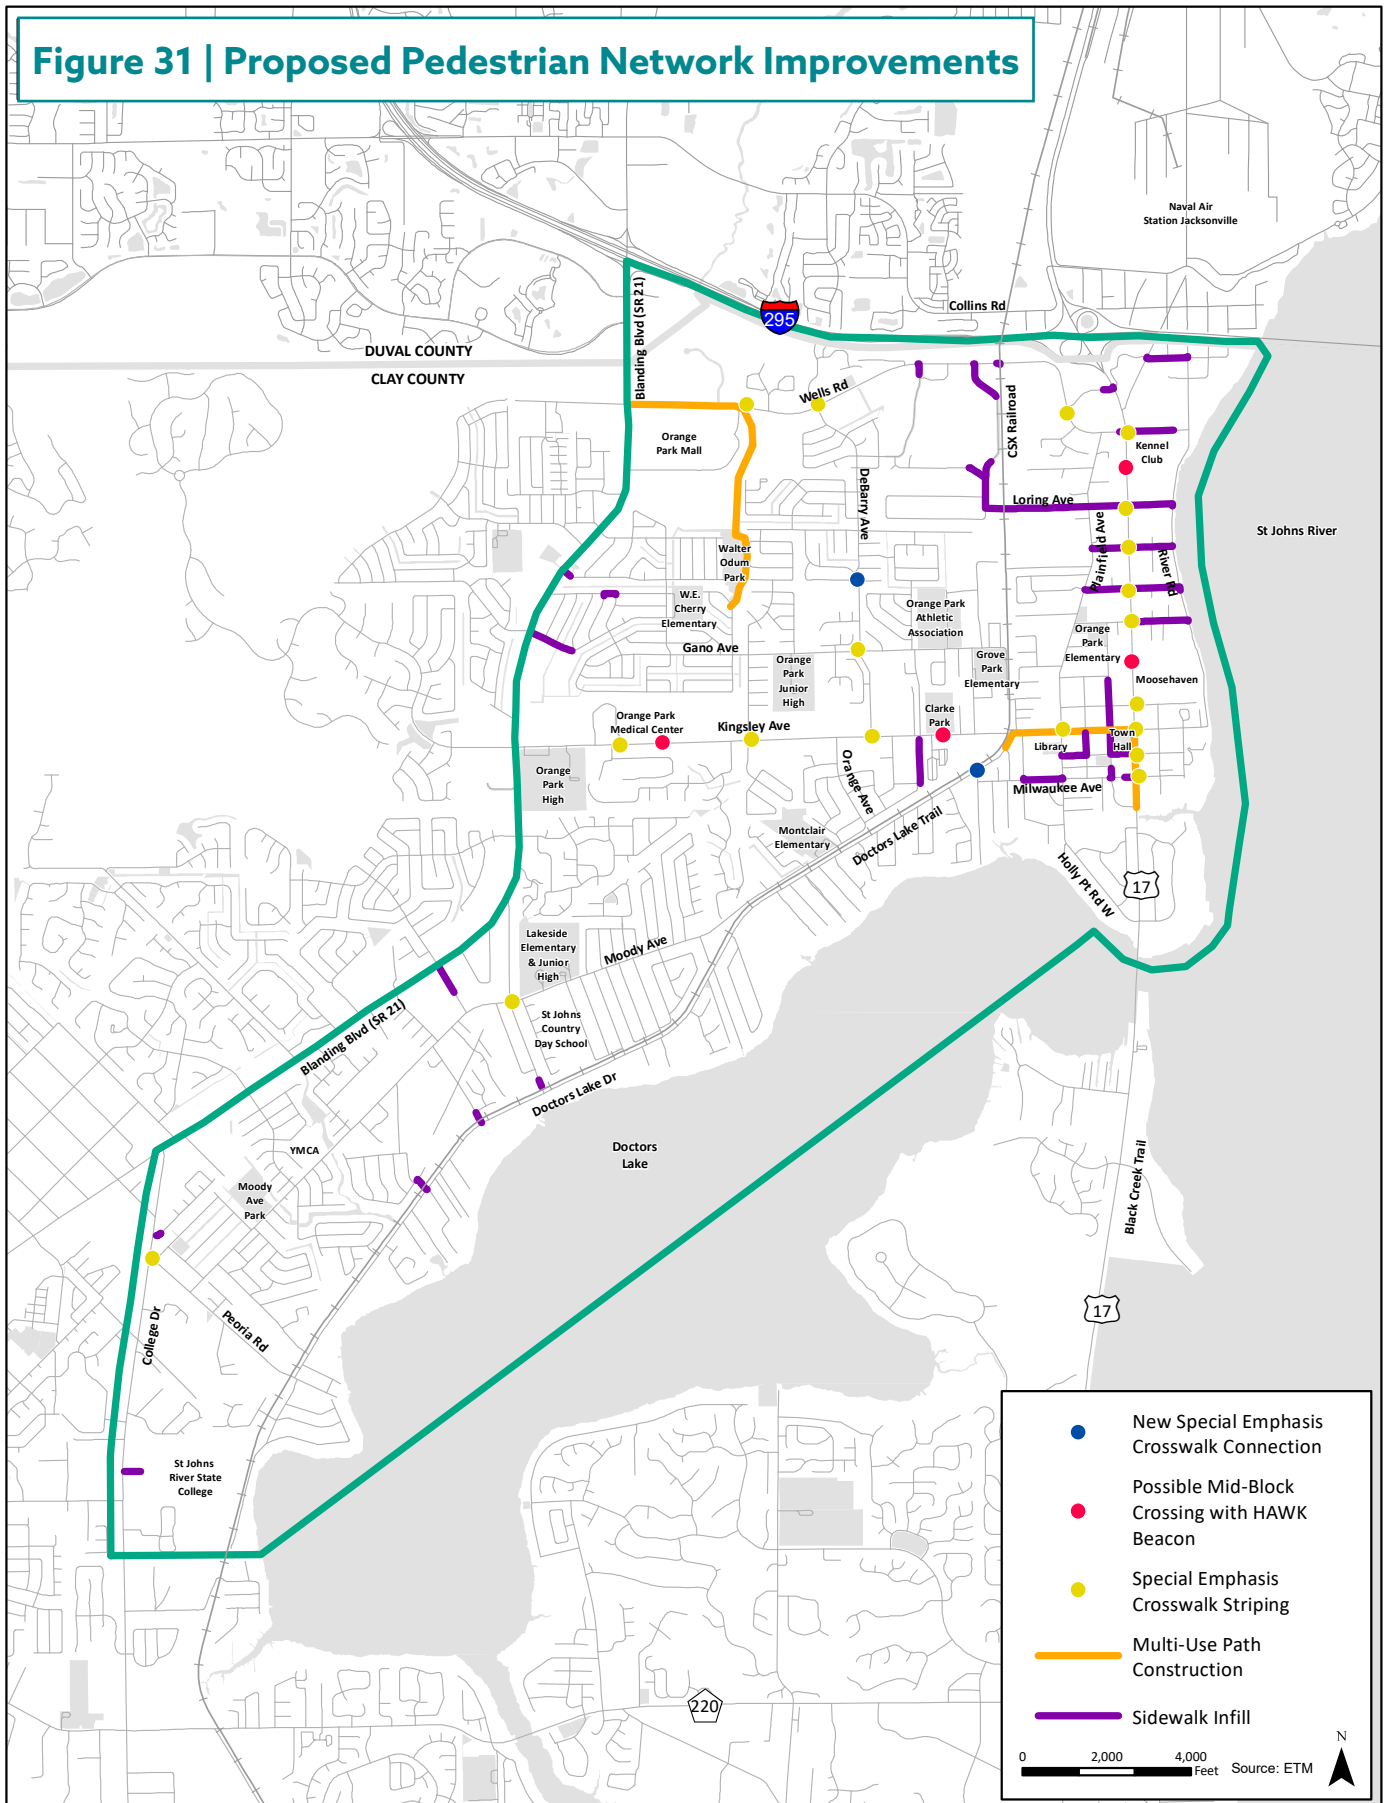 Figure 31 | Proposed Pedestrian Network Improvements
Naval Air
Station Jacksonville
Collins Rd
295
Blanding Blvd (SR 21)
DUVAL COUNTY
CLAY COUNTY
Wells Rd
CSX Railroad
Orange
Park Mall
Kennel
Club
DeBarry Ave
Loring Ave
Plainfield Ave
River Rd
St Johns River
Walter
Odum
Park
W.E.
Cherry
Elementary
Orange Park
Athletic
Association
Gano Ave
Orange
Park
Elementary
Grove
Park
Elementary
Orange
Park
Junior
High
Moosehaven
Orange Park
Medical Center
Kingsley Ave
Clarke
Park
Library
Town
Hall
Orange
Park
High
Orange Ave
Milwaukee Ave
Montclair
Elementary
Doctors Lake Trail
Holly Pt Rd W
17
Lakeside
Elementary
& Junior
High
Moody Ave
St Johns
Country
Day School
Blanding Blvd (SR 21)
Doctors Lake Dr
Doctors
Lake
YMCA
Moody
Ave
Park
Black Creek Trail
17
College Dr
Peoria Rd
St Johns
River State
College
220
New Special Emphasis
Crosswalk Connection
Possible Mid-Block
Crossing with HAWK
Beacon
Special Emphasis
Crosswalk Striping
Multi-Use Path
Construction
Sidewalk Infill
0 2,000 4,000
Feet
Source: ETM
N